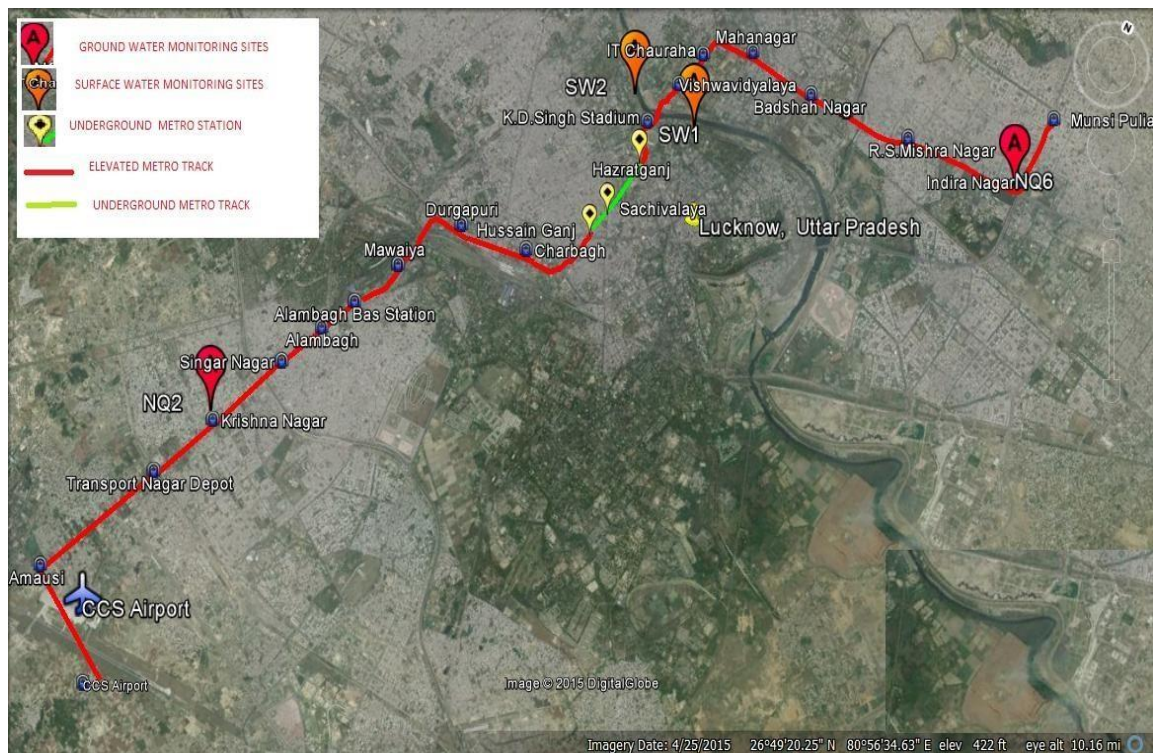 A
GROUND WATER MONITORING SITES
Cha
SURFACE WATER MONITORING SITES
UNDERGROUND METRO STATION
ELEVATED METRO TRACK
UNDERGROUND METRO TRACK
N
IT Chauraha
Mahanagar
SW2
Vishwavidyalaya
Badshah Nagar
K.D.Singh Stadium
SW1
Munsi Pulia
R.S.Mishra Nagar
A
Hazratganj
Indira Nagar
NQ6
Sachivalaya
Durgapuri
Lucknow, Uttar Pradesh
Hussain Ganj
Charbagh
Mawaiya
Alambagh Bas Station
Alambagh
Singar Nagar
NQ2
Krishna Nagar
Transport Nagar Depot
Amausi
CCS Airport
CCS Airport
Image © 2015 DigitalGlobe
Imagery Date: 4/25/2015 26°49'20.25" N 80°56'34.63" E elev 422 ft eye alt 10.16 mi